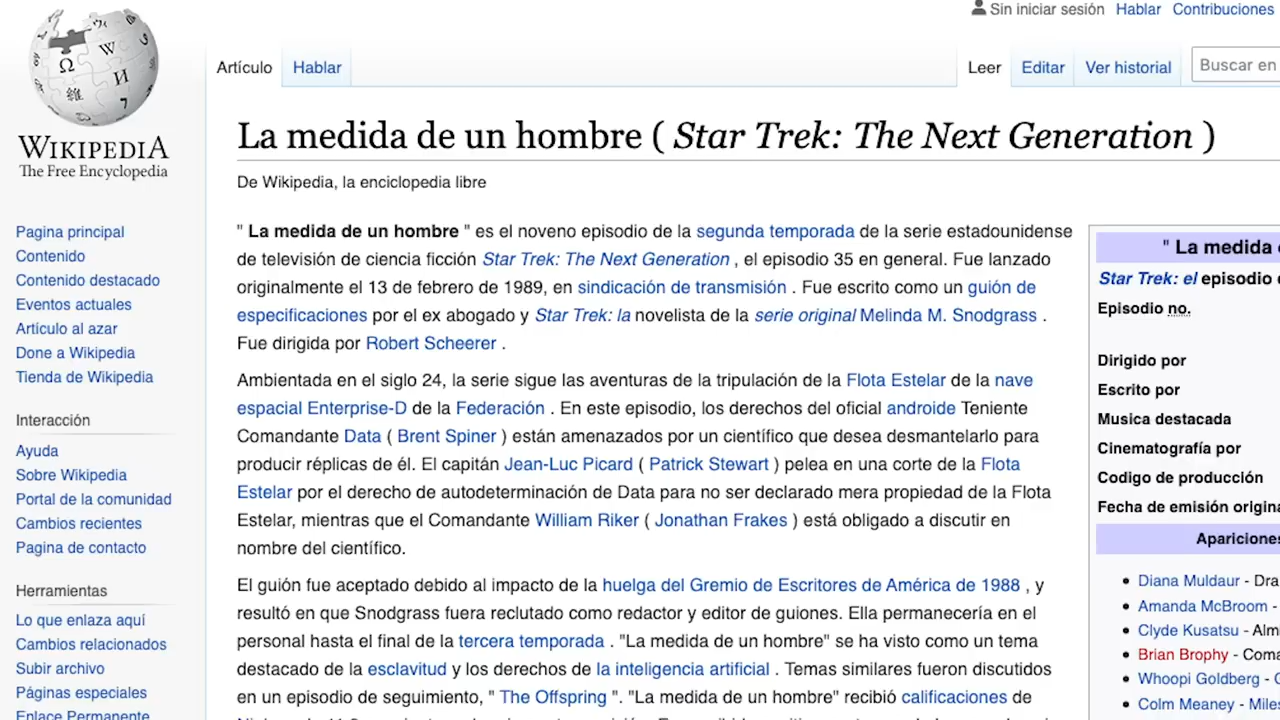 Sin iniciar sesión Hablar Contribuciones
Artículo Hablar Leer Editar Ver historial Buscar en
WIKIPEDIA
The Free Encyclopedia
La medida de un hombre ( Star Trek: The Next Generation )
De Wikipedia, la enciclopedia libre
Pagina principal
Contenido
Contenido destacado
Eventos actuales
Artículo al azar
Done a Wikipedia
Tienda de Wikipedia
Interacción
Ayuda
Sobre Wikipedia
Portal de la comunidad
Cambios recientes
Pagina de contacto
Herramientas
Lo que enlaza aquí
Cambios relacionados
Subir archivo
Páginas especiales
Enlace Permanente
" La medida de un hombre " es el noveno episodio de la segunda temporada de la serie estadounidense
de televisión de ciencia ficción Star Trek: The Next Generation , el episodio 35 en general. Fue lanzado
originalmente el 13 de febrero de 1989, en sindicación de transmisión . Fue escrito como un guión de
especificaciones por el ex abogado y Star Trek: la novelista de la serie original Melinda M. Snodgrass .
Fue dirigida por Robert Scheerer .
Ambientada en el siglo 24, la serie sigue las aventuras de la tripulación de la Flota Estelar de la nave
espacial Enterprise-D de la Federación . En este episodio, los derechos del oficial androide Teniente
Comandante Data ( Brent Spiner ) están amenazados por un científico que desea desmantelarlo para
producir réplicas de él. El capitán Jean-Luc Picard ( Patrick Stewart ) pelea en una corte de la Flota
Estelar por el derecho de autodeterminación de Data para no ser declarado mera propiedad de la Flota
Estelar, mientras que el Comandante William Riker ( Jonathan Frakes ) está obligado a discutir en
nombre del científico.
El guión fue aceptado debido al impacto de la huelga del Gremio de Escritores de América de 1988 , y
resultó en que Snodgrass fuera reclutado como redactor y editor de guiones. Ella permanecería en el
personal hasta el final de la tercera temporada . "La medida de un hombre" se ha visto como un tema
destacado de la esclavitud y los derechos de la inteligencia artificial . Temas similares fueron discutidos
en un episodio de seguimiento, " The Offspring ". "La medida de un hombre" recibió calificaciones de
" La medida
Star Trek: el episodio
Episodio no.
Dirigido por
Escrito por
Musica destacada
Cinematografía por
Codigo de producción
Fecha de emisión
Apariciones
Diana Muldaur -
Amanda McBroom -
Clyde Kusatsu -
Brian Brophy -
Whoopi Goldberg -
Colm Meaney -